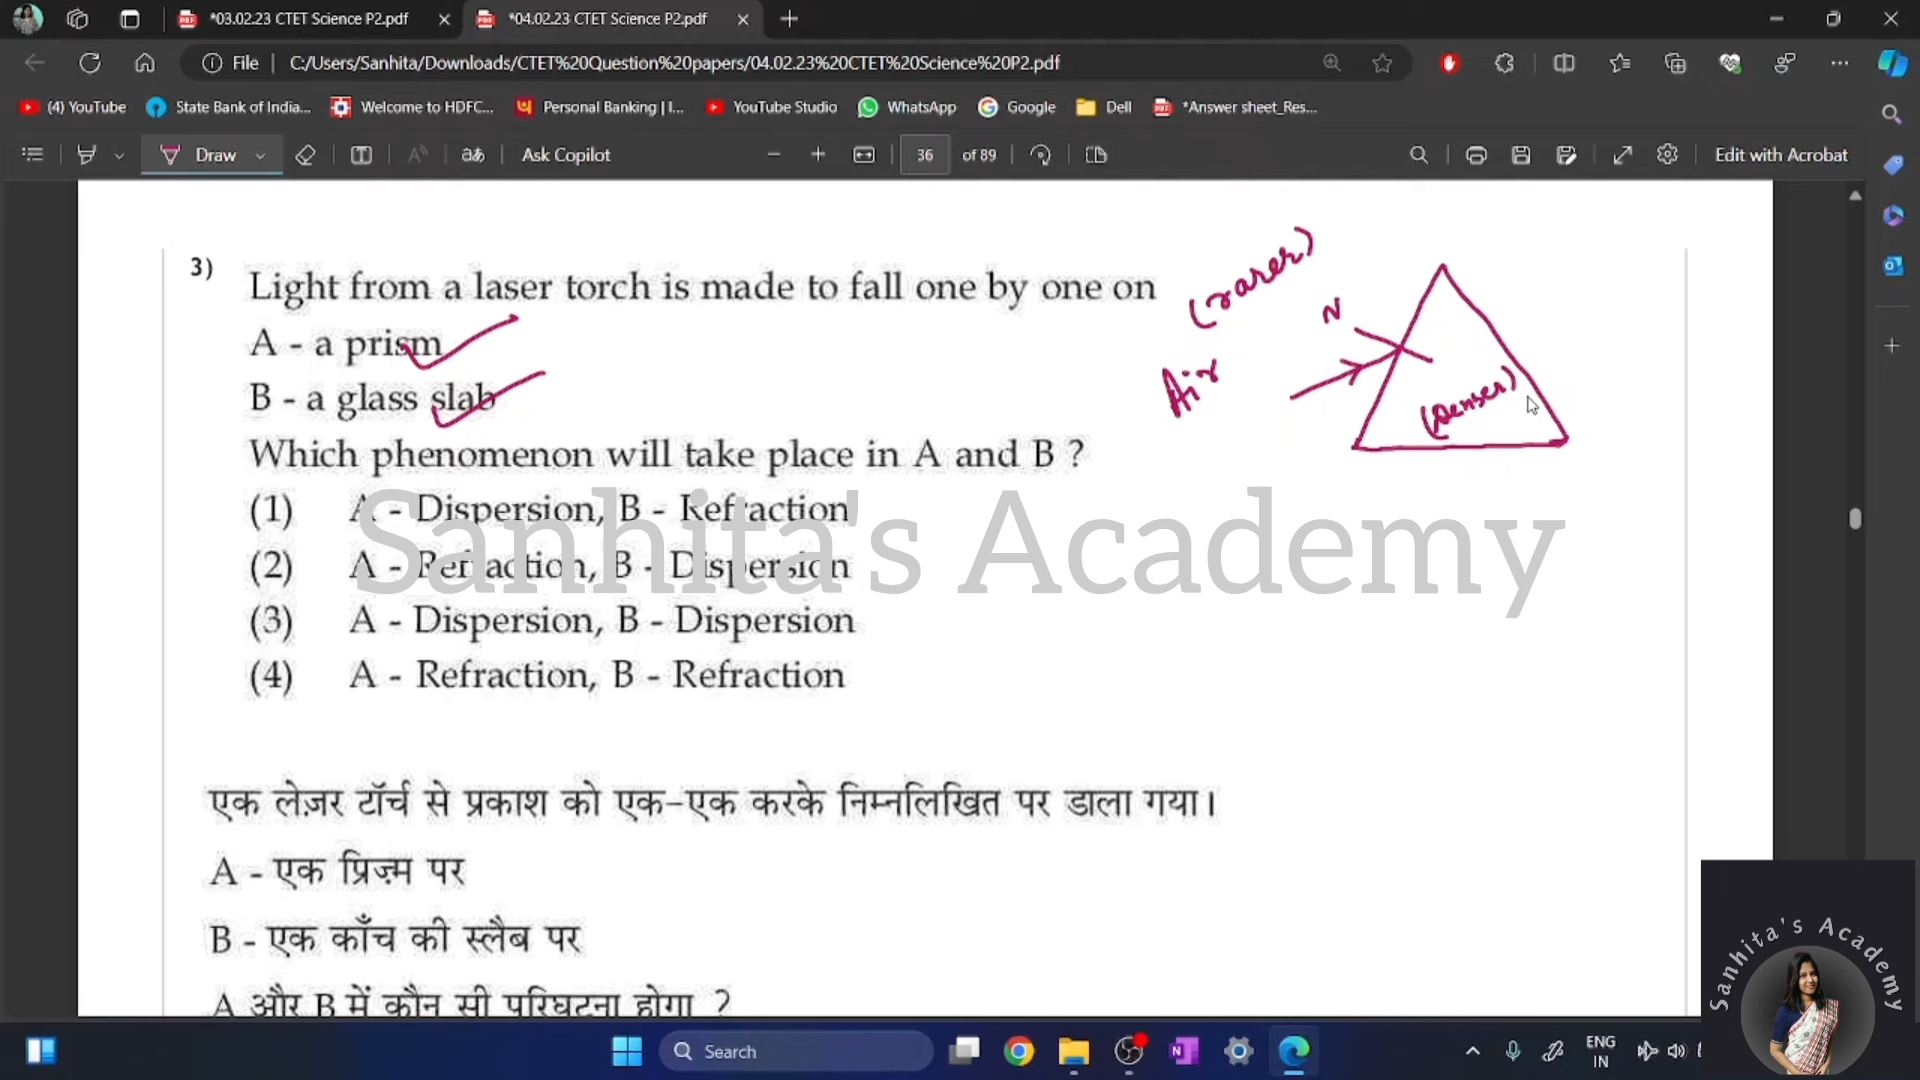 *03.02.23 CTET Science P2.pdf
*04.02.23 CTET Science P2.pdf
File
C:/Users/Sanhita/Downloads/CTET%20Question%20papers/04.02.23%20CTET%20Science%20P2.pdf
(4) YouTube
State Bank of India...
Welcome to HDFC...
Personal Banking | I...
YouTube Studio
WhatsApp
Google
Dell
*Answer sheet_Res...
Draw
Ask Copilot
36 of 89
Edit with Acrobat
3) Light from a laser torch is made to fall one by one on
A - a prism
B - a glass slab
Which phenomenon will take place in A and B ?
(1) A - Dispersion, B - Refraction
(2) A - Refraction, B - Dispersion
(3) A - Dispersion, B - Dispersion
(4) A - Refraction, B - Refraction
(rarer)
Air
N
(Denser)
Sanhita's Academy
एक लेज़र टॉर्च से प्रकाश को एक-एक करके निम्नलिखित पर डाला गया।
A - एक प्रिज़्म पर
B - एक काँच की स्लैब पर
A और B में कौन सी परिघटना होगा ?
Sanhita's Academy
Search
ENG
IN